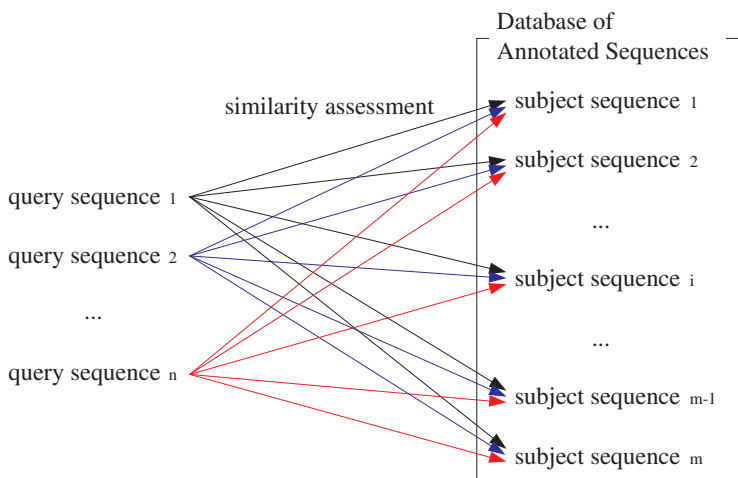 Database of
Annotated Sequences
similarity assessment
subject sequence 1
subject sequence 2
query sequence 1
...
query sequence 2
subject sequence i
...
...
query sequence n
subject sequence m-1
subject sequence m